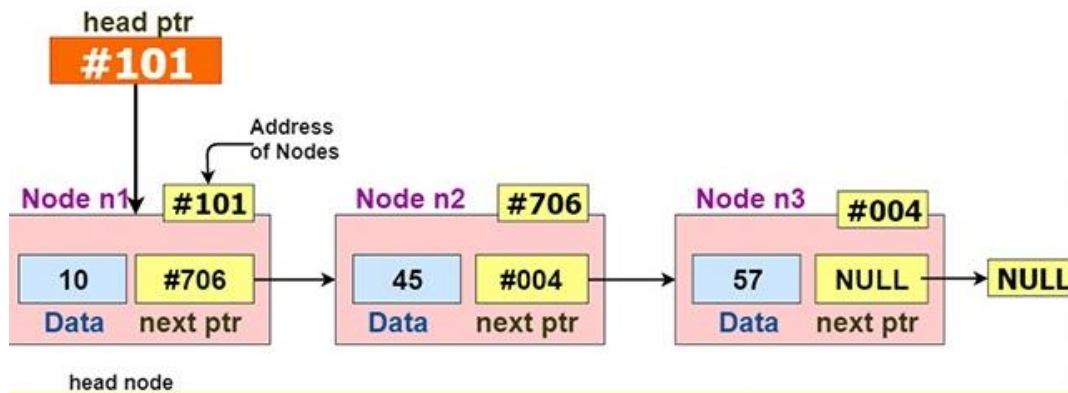 head ptr
#101
Address
of Nodes
Node n1 #101 Node n2 #706 Node n3 #004
10 #706 45 #004 57 NULL NULL
Data next ptr Data next ptr Data next ptr
head node